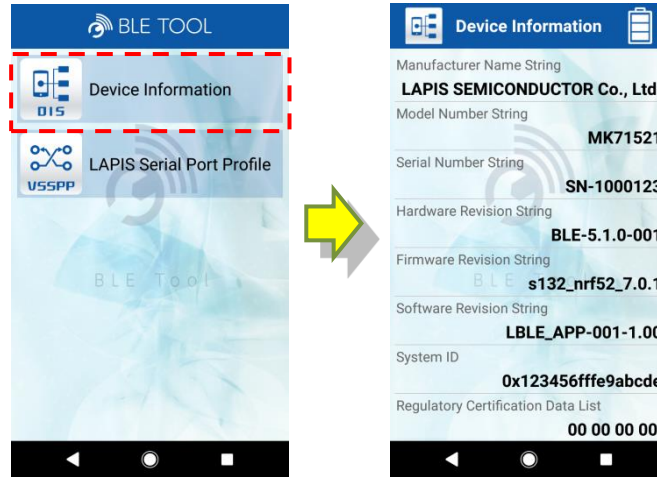 BLE TOOL
Device Information
DIS
LAPIS Serial Port Profile
VSSPP
BLE Tool
Device Information
Manufacturer Name String
LAPIS SEMICONDUCTOR Co., Ltd
Model Number String
MK71521
Serial Number String
SN-1000123
Hardware Revision String
BLE-5.1.0-001
Firmware Revision String
BLE
s132_nrf52_7.0.1
Software Revision String
LBLE_APP-001-1.00
System ID
0x123456fffe9abcde
Regulatory Certification Data List
00 00 00 00